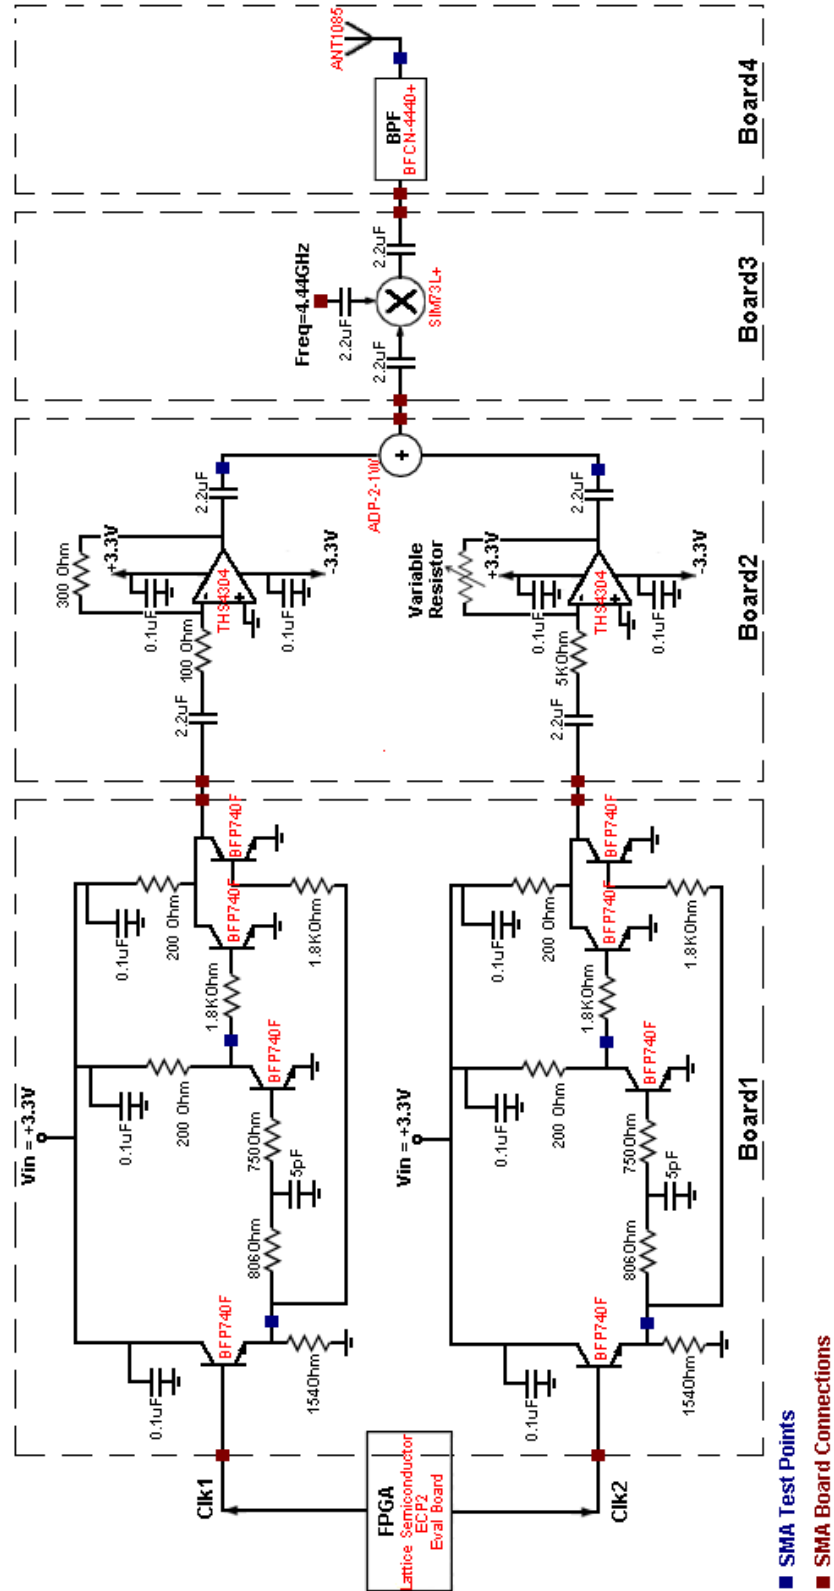 FPGA
Lattice Semiconductor
ECP2
Eval Board
Clk1
Clk2
Vin = +3.3V
0.1uF
BFP740F
154Ohm
806Ohm
5pF
750Ohm
0.1uF
200 Ohm
BFP740F
1.8KOhm
0.1uF
200 Ohm
BFP740F
BFP740F
1.8KOhm
Vin = +3.3V
0.1uF
BFP740F
154Ohm
806Ohm
5pF
750Ohm
0.1uF
200 Ohm
BFP740F
1.8KOhm
0.1uF
200 Ohm
BFP740F
BFP740F
1.8KOhm
Board1
2.2uF
100 Ohm
300 Ohm
0.1uF
+3.3V
THS4304
0.1uF
-3.3V
2.2uF
ADP-2-1W
2.2uF
5KOhm
Variable
Resistor
0.1uF
+3.3V
THS4304
0.1uF
-3.3V
2.2uF
Board2
Freq=4.44GHz
2.2uF
2.2uF
2.2uF
SIM73L+
Board3
BPF
BFCN-4440+
ANT1085
Board4
SMA Test Points
SMA Board Connections